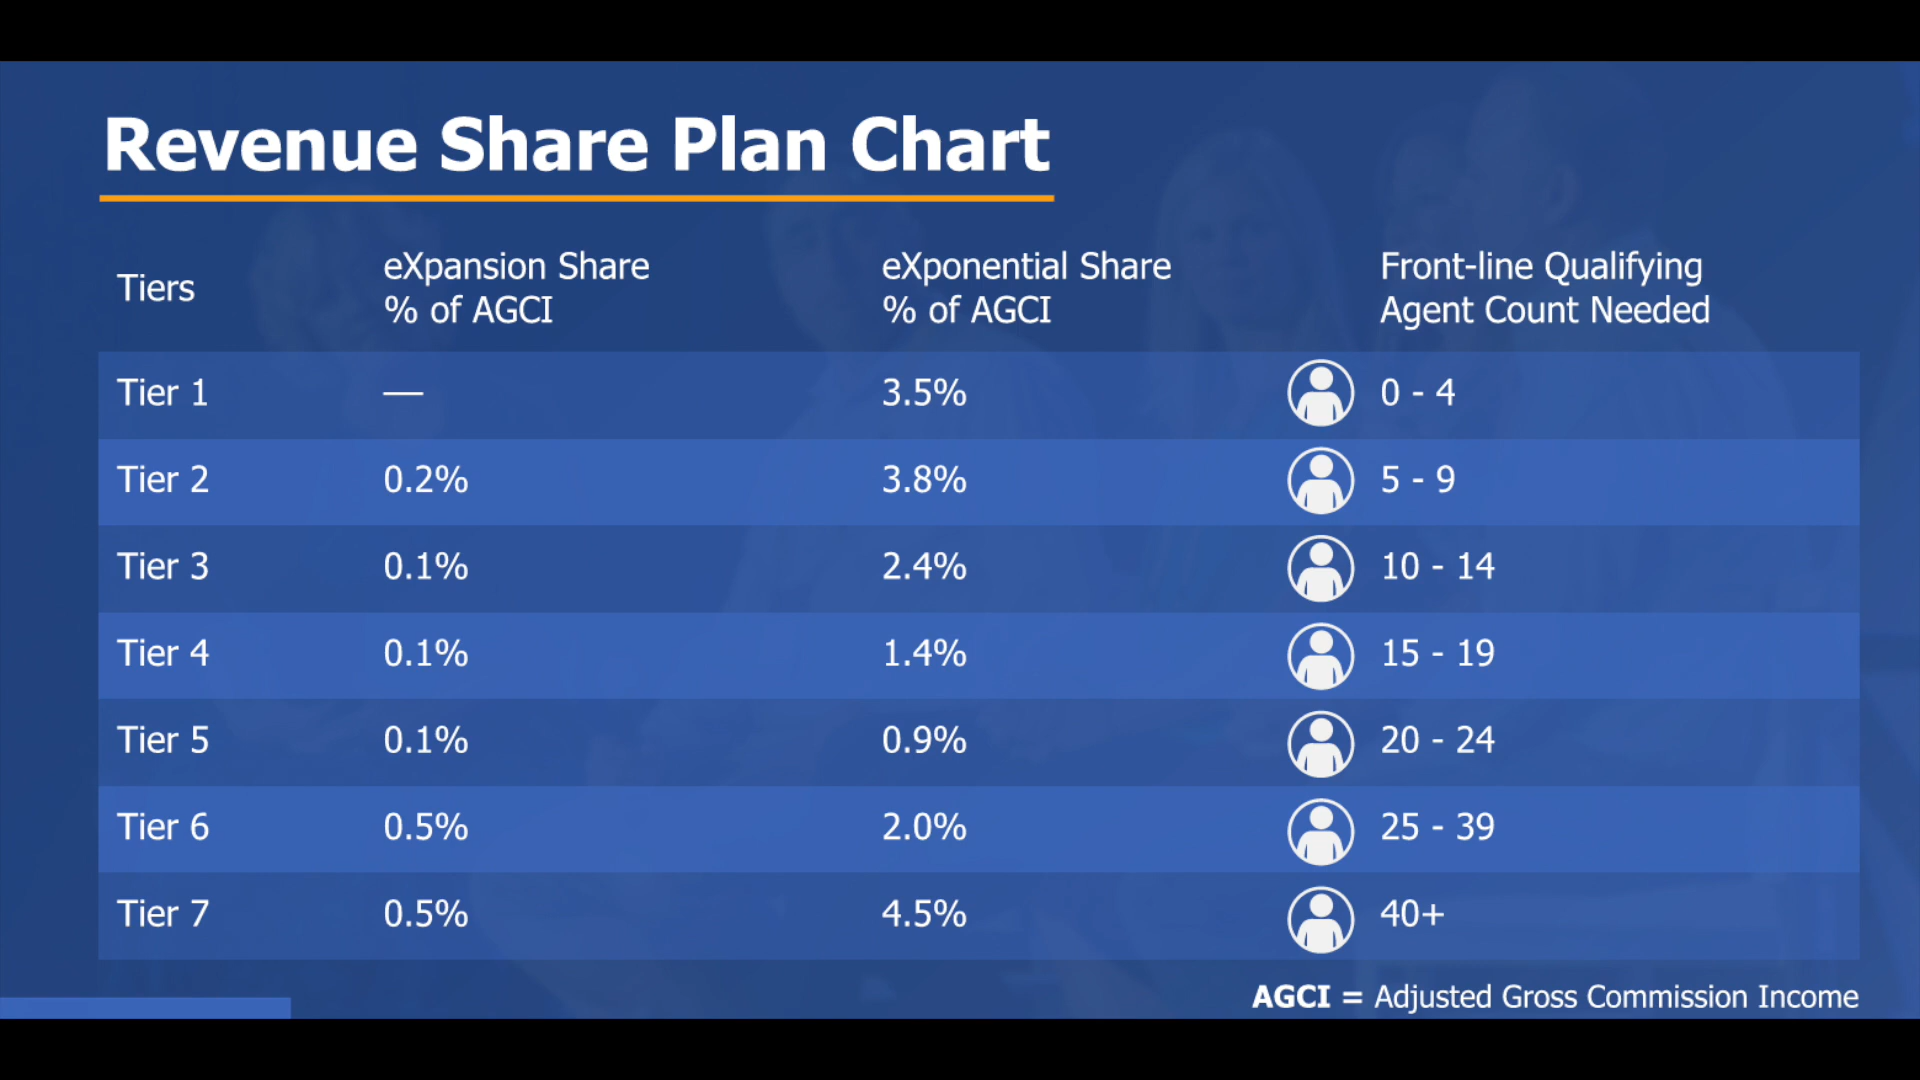 Revenue Share Plan Chart
Tiers
eXpansion Share
% of AGCI
eXponential Share
% of AGCI
Front-line Qualifying
Agent Count Needed
Tier 1 — 3.5% 0 - 4
Tier 2 0.2% 3.8% 5 - 9
Tier 3 0.1% 2.4% 10 - 14
Tier 4 0.1% 1.4% 15 - 19
Tier 5 0.1% 0.9% 20 - 24
Tier 6 0.5% 2.0% 25 - 39
Tier 7 0.5% 4.5% 40+
AGCI = Adjusted Gross Commission Income